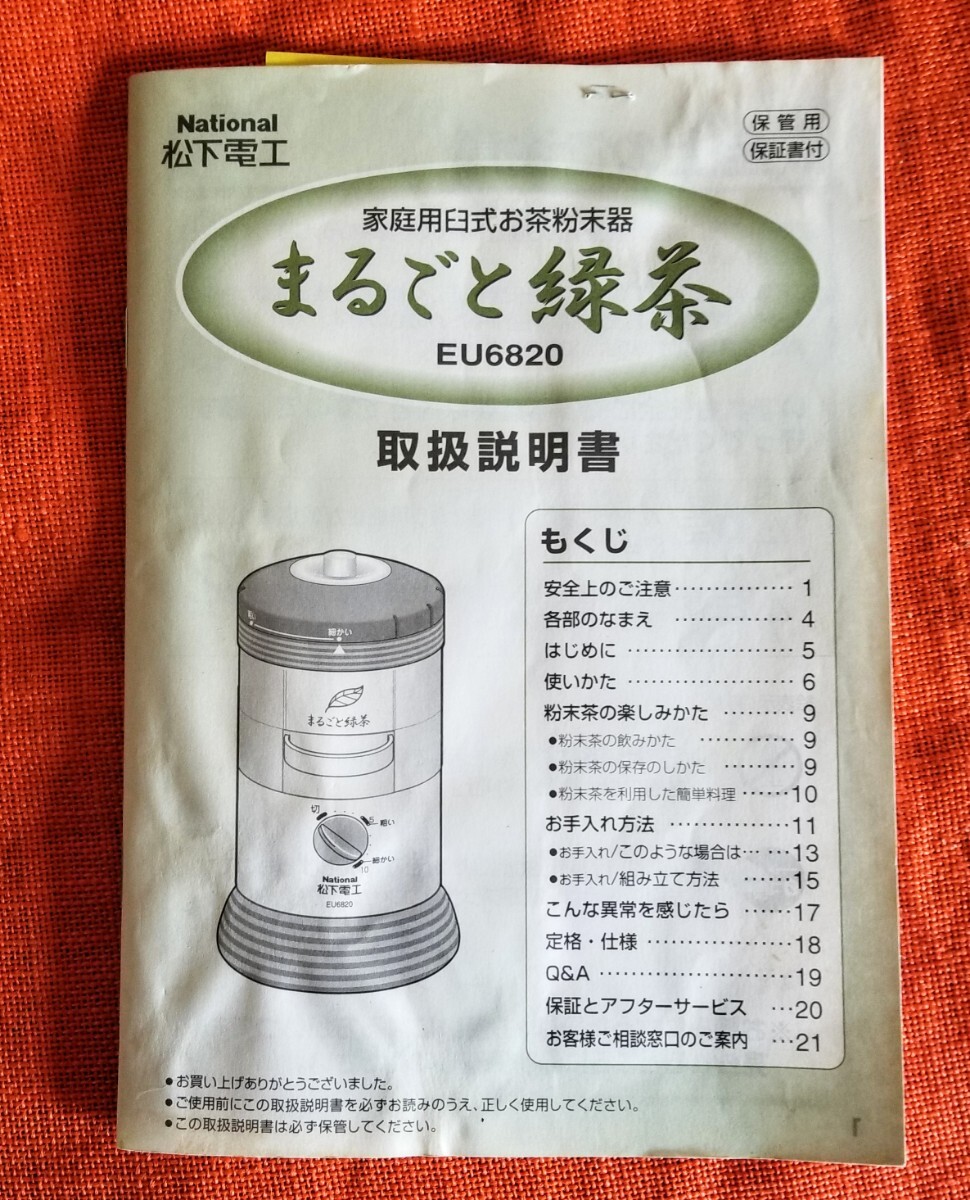 National
松下電工
保管用
保証書付
家庭用臼式お茶粉末器
まるごと緑茶
EU6820
取扱説明書
もくじ
安全上のご注意‥‥‥‥‥‥ 1
各部のなまえ ‥‥‥‥‥‥ 4
はじめに ‥‥‥‥‥‥‥‥ 5
使いかた ‥‥‥‥‥‥‥‥ 6
粉末茶の楽しみかた ‥‥‥‥ 9
●粉末茶の飲みかた ‥‥‥‥ 9
●粉末茶の保存のしかた ‥‥‥ 9
●粉末茶を利用した簡単料理 ‥‥10
お手入れ方法 ‥‥‥‥‥‥11
●お手入れ/このような場合は‥ ‥13
●お手入れ/組み立て方法 ‥‥15
こんな異常を感じたら ‥‥‥17
定格・仕様 ‥‥‥‥‥‥‥18
Q&A ‥‥‥‥‥‥‥‥‥19
保証とアフターサービス ‥20
お客様ご相談窓口のご案内 ‥21
粗い
細かい
まるごと緑茶
切
5
粗い
細かい
10
National
松下電工
EU6820
●お買い上げありがとうございました。
●ご使用前にこの取扱説明書を必ずお読みのうえ、正しく使用してください。
●この取扱説明書は必ず保管してください。